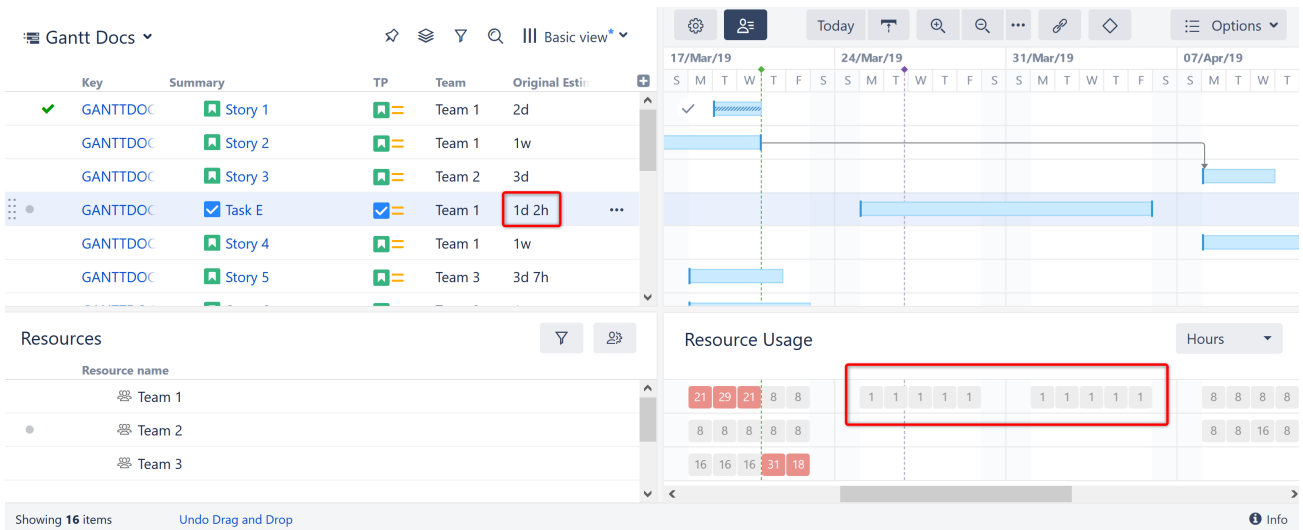 Gantt Docs
Basic view*
Today
Options
Key Summary TP Team Original Estim
17/Mar/19 24/Mar/19 31/Mar/19 07/Apr/19
S M T W T F S S M T W T F S S M T W T F S S M T W T
GANTTDOC Story 1 Team 1 2d
GANTTDOC Story 2 Team 1 1w
GANTTDOC Story 3 Team 2 3d
GANTTDOC Task E Team 1 1d 2h
GANTTDOC Story 4 Team 1 1w
GANTTDOC Story 5 Team 3 3d 7h
Resources
Resource Usage
Hours
Resource name
Team 1 21 29 21 8 8 1 1 1 1 1 1 1 1 1 1 8 8 8 8
Team 2 8 8 8 8 8 8 8 16 8
Team 3 16 16 16 31 18
Showing 16 items Undo Drag and Drop Info